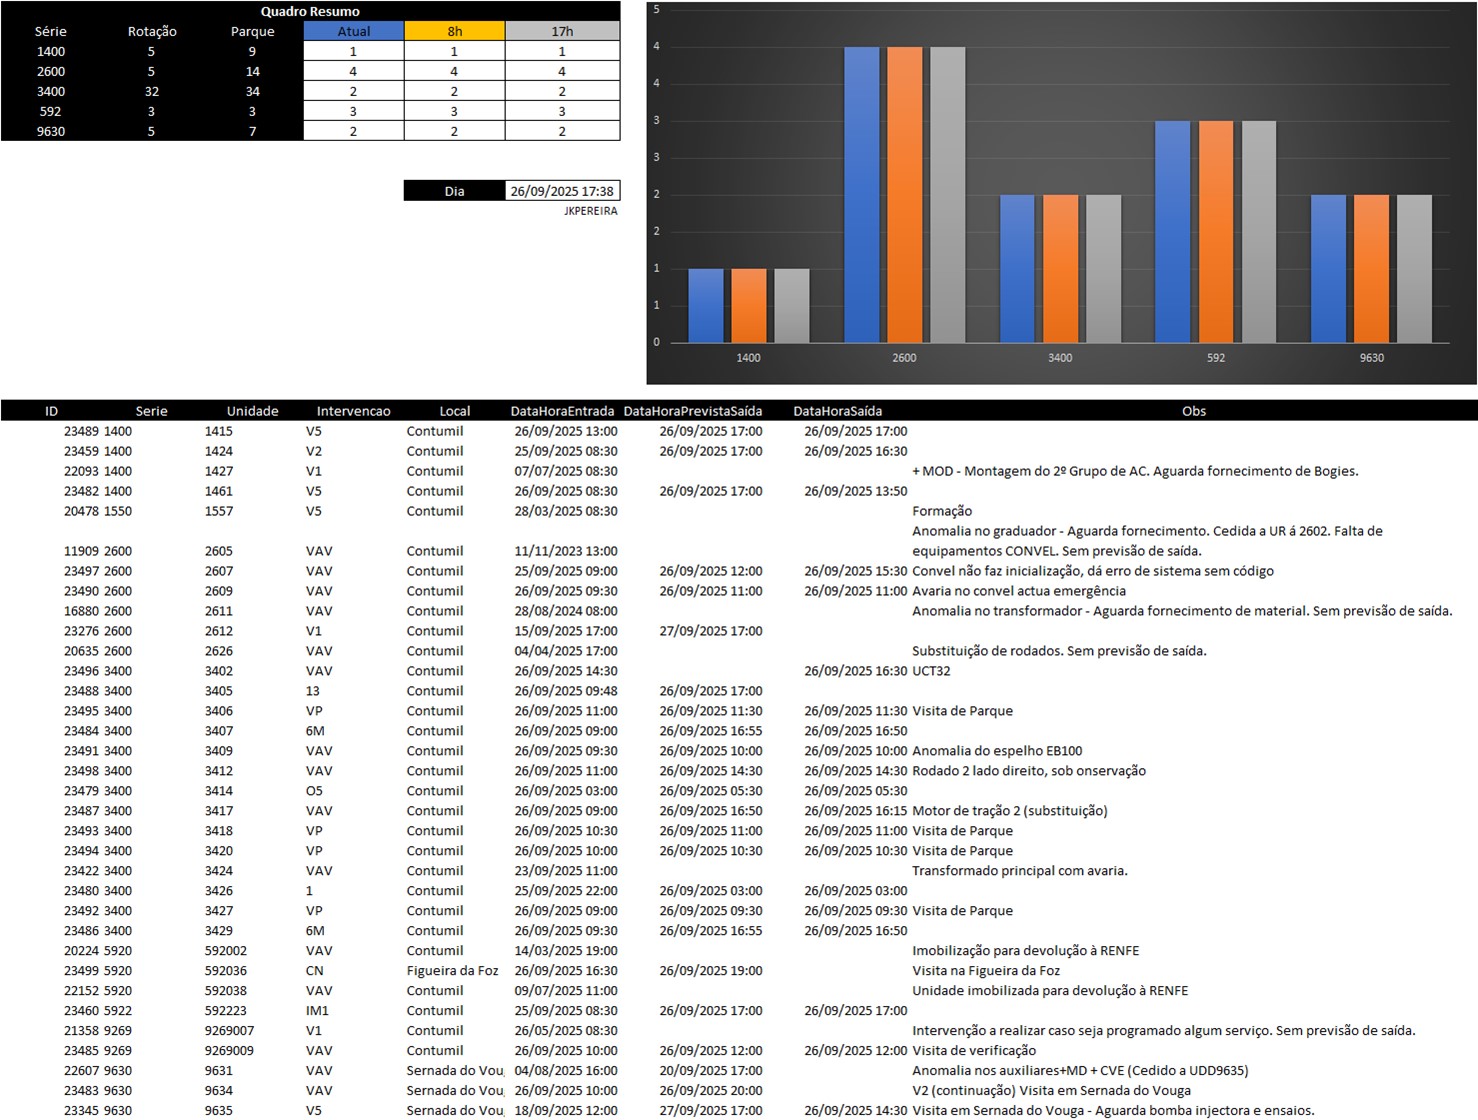 Quadro Resumo
Série Rotação Parque Atual 8h 17h
1400 5 9 1 1 1
2600 5 14 4 4 4
3400 32 34 2 2 2
592 3 3 3 3 3
9630 5 7 2 2 2
Dia 26/09/2025 17:38
JKPEREIRA
5
4
4
3
3
2
2
1
1
0
1400 2600 3400 592 9630
ID Serie Unidade Intervencao Local DataHoraEntrada DataHoraPrevistaSaída DataHoraSaída Obs
23489 1400 1415 V5 Contumil 26/09/2025 13:00 26/09/2025 17:00 26/09/2025 17:00
23459 1400 1424 V2 Contumil 25/09/2025 08:30 26/09/2025 17:00 26/09/2025 16:30
22093 1400 1427 V1 Contumil 07/07/2025 08:30 + MOD - Montagem do 2º Grupo de AC. Aguarda fornecimento de Bogies.
23482 1400 1461 V5 Contumil 26/09/2025 08:30 26/09/2025 17:00 26/09/2025 13:50
20478 1550 1557 V5 Contumil 28/03/2025 08:30 Formação
Anomalia no graduador - Aguarda fornecimento. Cedida a UR á 2602. Falta de
11909 2600 2605 VAV Contumil 11/11/2023 13:00 equipamentos CONVEL. Sem previsão de saída.
23497 2600 2607 VAV Contumil 25/09/2025 09:00 26/09/2025 12:00 26/09/2025 15:30 Convel não faz inicialização, dá erro de sistema sem código
23490 2600 2609 VAV Contumil 26/09/2025 09:30 26/09/2025 11:00 26/09/2025 11:00 Avaria no convel actua emergência
16880 2600 2611 VAV Contumil 28/08/2024 08:00 Anomalia no transformador - Aguarda fornecimento de material. Sem previsão de saída.
23276 2600 2612 V1 Contumil 15/09/2025 17:00 27/09/2025 17:00
20635 2600 2626 VAV Contumil 04/04/2025 17:00 Substituição de rodados. Sem previsão de saída.
23496 3400 3402 VAV Contumil 26/09/2025 14:30 26/09/2025 16:30 UCT32
23488 3400 3405 13 Contumil 26/09/2025 09:48 26/09/2025 17:00
23495 3400 3406 VP Contumil 26/09/2025 11:00 26/09/2025 11:30 26/09/2025 11:30 Visita de Parque
23484 3400 3407 6M Contumil 26/09/2025 09:00 26/09/2025 16:55 26/09/2025 16:50
23491 3400 3409 VAV Contumil 26/09/2025 09:30 26/09/2025 10:00 26/09/2025 10:00 Anomalia do espelho EB100
23498 3400 3412 VAV Contumil 26/09/2025 11:00 26/09/2025 14:30 26/09/2025 14:30 Rodado 2 lado direito, sob onservação
23479 3400 3414 O5 Contumil 26/09/2025 03:00 26/09/2025 05:30 26/09/2025 05:30
23487 3400 3417 VAV Contumil 26/09/2025 09:00 26/09/2025 16:50 26/09/2025 16:15 Motor de tração 2 (substituição)
23493 3400 3418 VP Contumil 26/09/2025 10:30 26/09/2025 11:00 26/09/2025 11:00 Visita de Parque
23494 3400 3420 VP Contumil 26/09/2025 10:00 26/09/2025 10:30 26/09/2025 10:30 Visita de Parque
23422 3400 3424 VAV Contumil 23/09/2025 11:00 Transformado principal com avaria.
23480 3400 3426 1 Contumil 25/09/2025 22:00 26/09/2025 03:00 26/09/2025 03:00
23492 3400 3427 VP Contumil 26/09/2025 09:00 26/09/2025 09:30 26/09/2025 09:30 Visita de Parque
23486 3400 3429 6M Contumil 26/09/2025 09:30 26/09/2025 16:55 26/09/2025 16:50
20224 5920 592002 VAV Contumil 14/03/2025 19:00 Imobilização para devolução à RENFE
23499 5920 592036 CN Figueira da Foz 26/09/2025 16:30 26/09/2025 19:00 Visita na Figueira da Foz
22152 5920 592038 VAV Contumil 09/07/2025 11:00 Unidade imobilizada para devolução à RENFE
23460 5922 592223 IM1 Contumil 25/09/2025 08:30 26/09/2025 17:00 26/09/2025 17:00
21358 9269 9269007 V1 Contumil 26/05/2025 08:30 Intervenção a realizar caso seja programado algum serviço. Sem previsão de saída.
23485 9269 9269009 VAV Contumil 26/09/2025 10:00 26/09/2025 12:00 26/09/2025 12:00 Visita de verificação
22607 9630 9631 VAV Sernada do Voug 04/08/2025 16:00 20/09/2025 17:00 Anomalia nos auxiliares+MD + CVE (Cedido a UDD9635)
23483 9630 9634 VAV Sernada do Voug 26/09/2025 10:00 26/09/2025 20:00 V2 (continuação) Visita em Sernada do Vouga
23345 9630 9635 V5 Sernada do Voug 18/09/2025 12:00 27/09/2025 17:00 26/09/2025 14:30 Visita em Sernada do Vouga - Aguarda bomba injectora e ensaios.